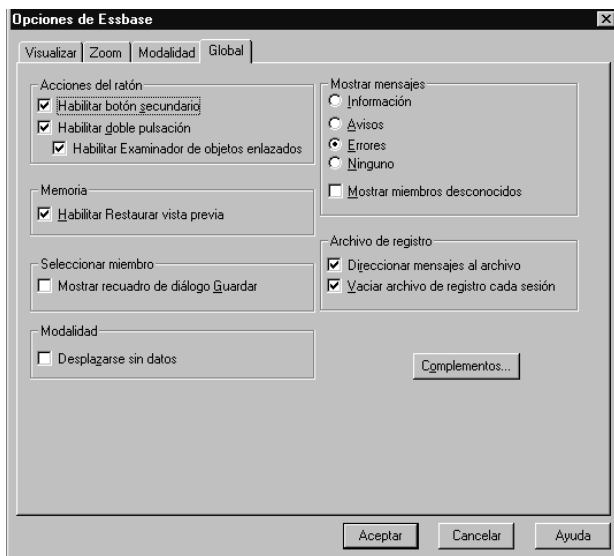 Opciones de Essbase
Visualizar Zoom Modalidad Global
Acciones del ratón
Habilitar botón secundario
Habilitar doble pulsación
Habilitar Examinador de objetos enlazados
Memoria
Habilitar Restaurar vista previa
Seleccionar miembro
Mostrar recuadro de diálogo Guardar
Modalidad
Desplazarse sin datos
Mostrar mensajes
Información
Avisos
Errores
Ninguno
Mostrar miembros desconocidos
Archivo de registro
Direccionar mensajes al archivo
Vaciar archivo de registro cada sesión
Complementos...
Aceptar Cancelar Ayuda